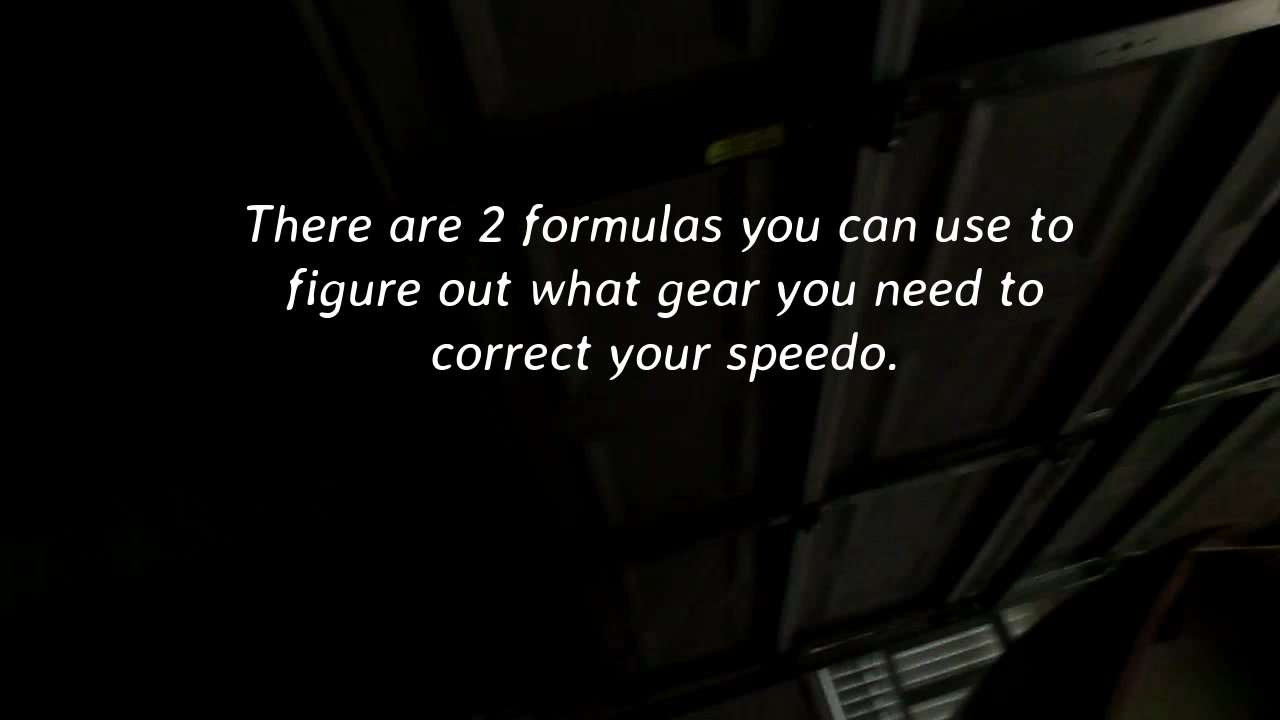 There are 2 formulas you can use to
figure out what gear you need to
correct your speedo.